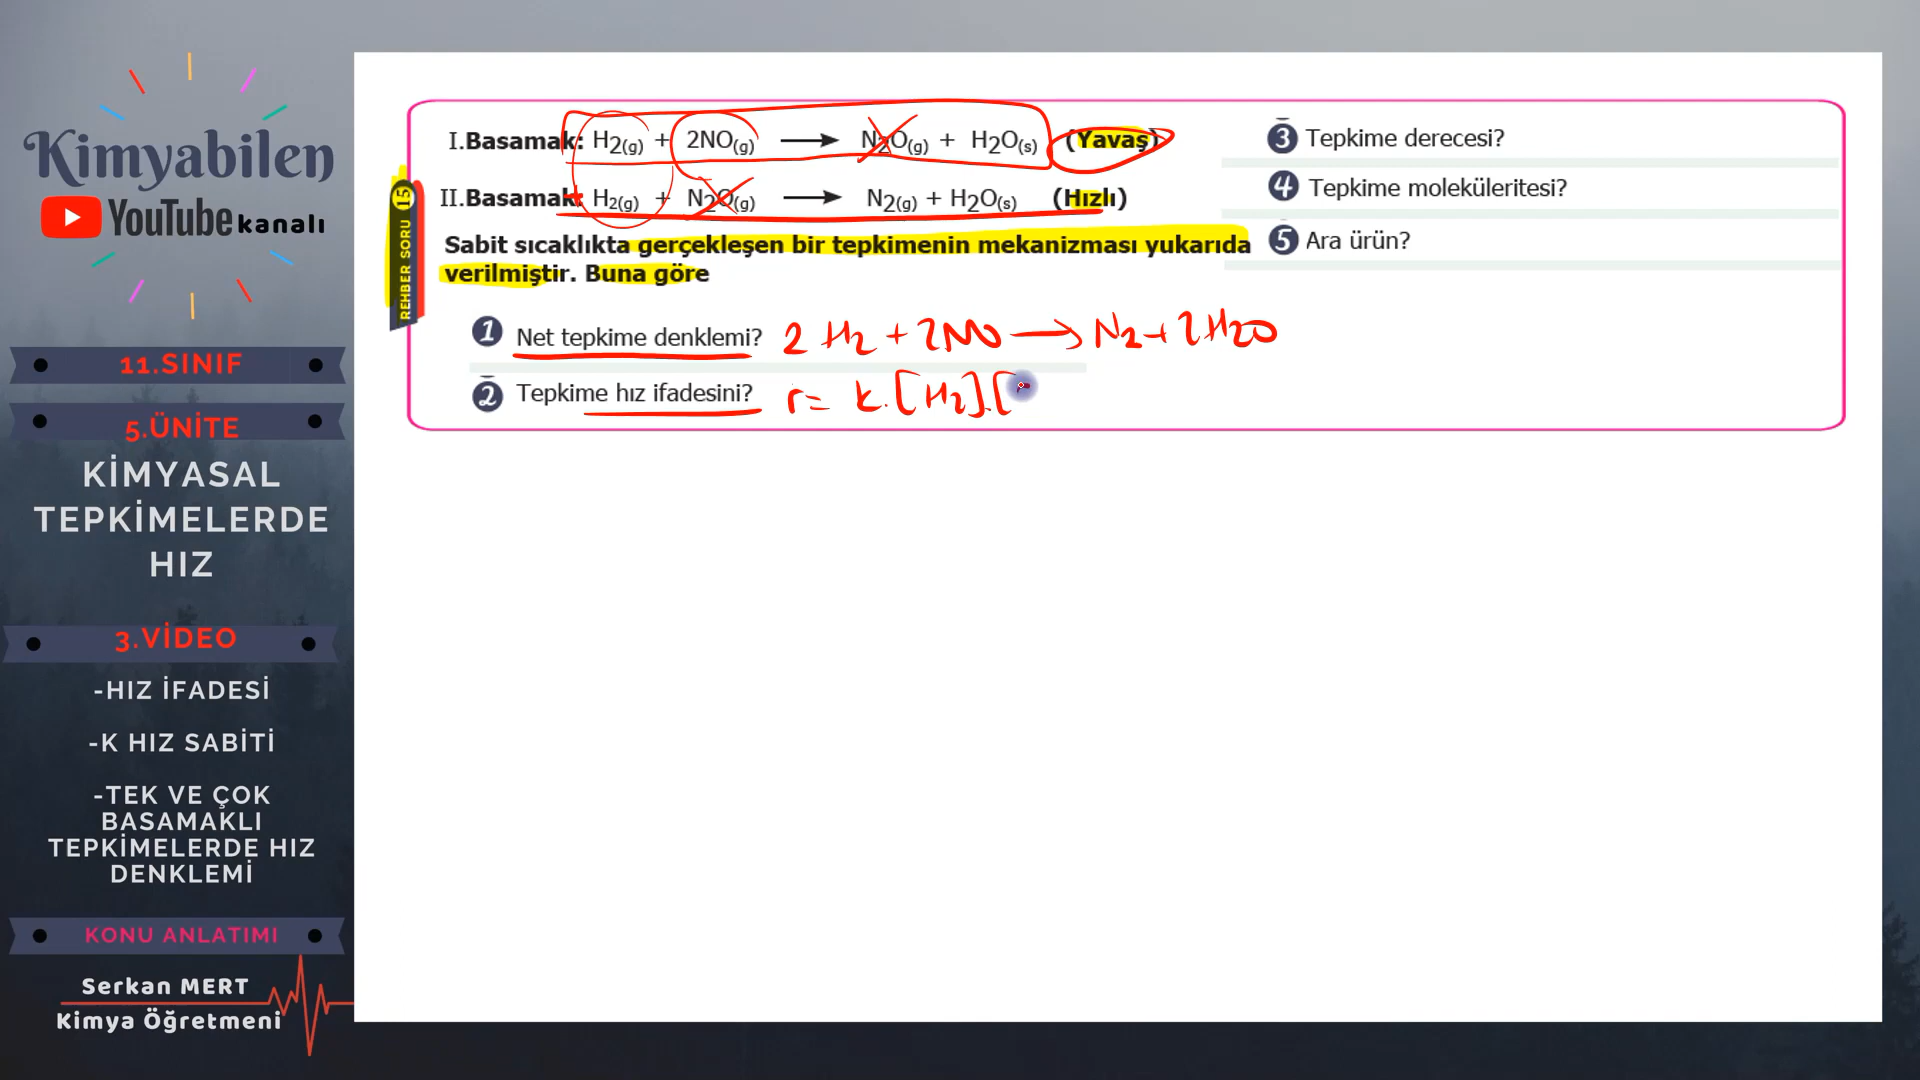 Kimyabilen
YouTube kanalı
11.SINIF
5.ÜNİTE
KİMYASAL
TEPKİMELERDE
HIZ
3.VİDEO
-HIZ İFADESİ
-K HIZ SABİTİ
-TEK VE ÇOK
BASAMAKLI
TEPKİMELERDE HIZ
DENKLEMİ
KONU ANLATIMI
Serkan MERT
Kimya Öğretmeni
REHBER SORU 15
I.Basamak: H2(g) + 2NO(g) ⟶ N2O(g) + H2O(s) (Yavaş)
II.Basamak: H2(g) + N2O(g) ⟶ N2(g) + H2O(s) (Hızlı)
Sabit sıcaklıkta gerçekleşen bir tepkimenin mekanizması yukarıda
verilmiştir. Buna göre
1 Net tepkime denklemi? 2H2 + 2NO ⟶ N2 + 2H2O
2 Tepkime hız ifadesini? r= k.[H2].[
3 Tepkime derecesi?
4 Tepkime moleküleritesi?
5 Ara ürün?